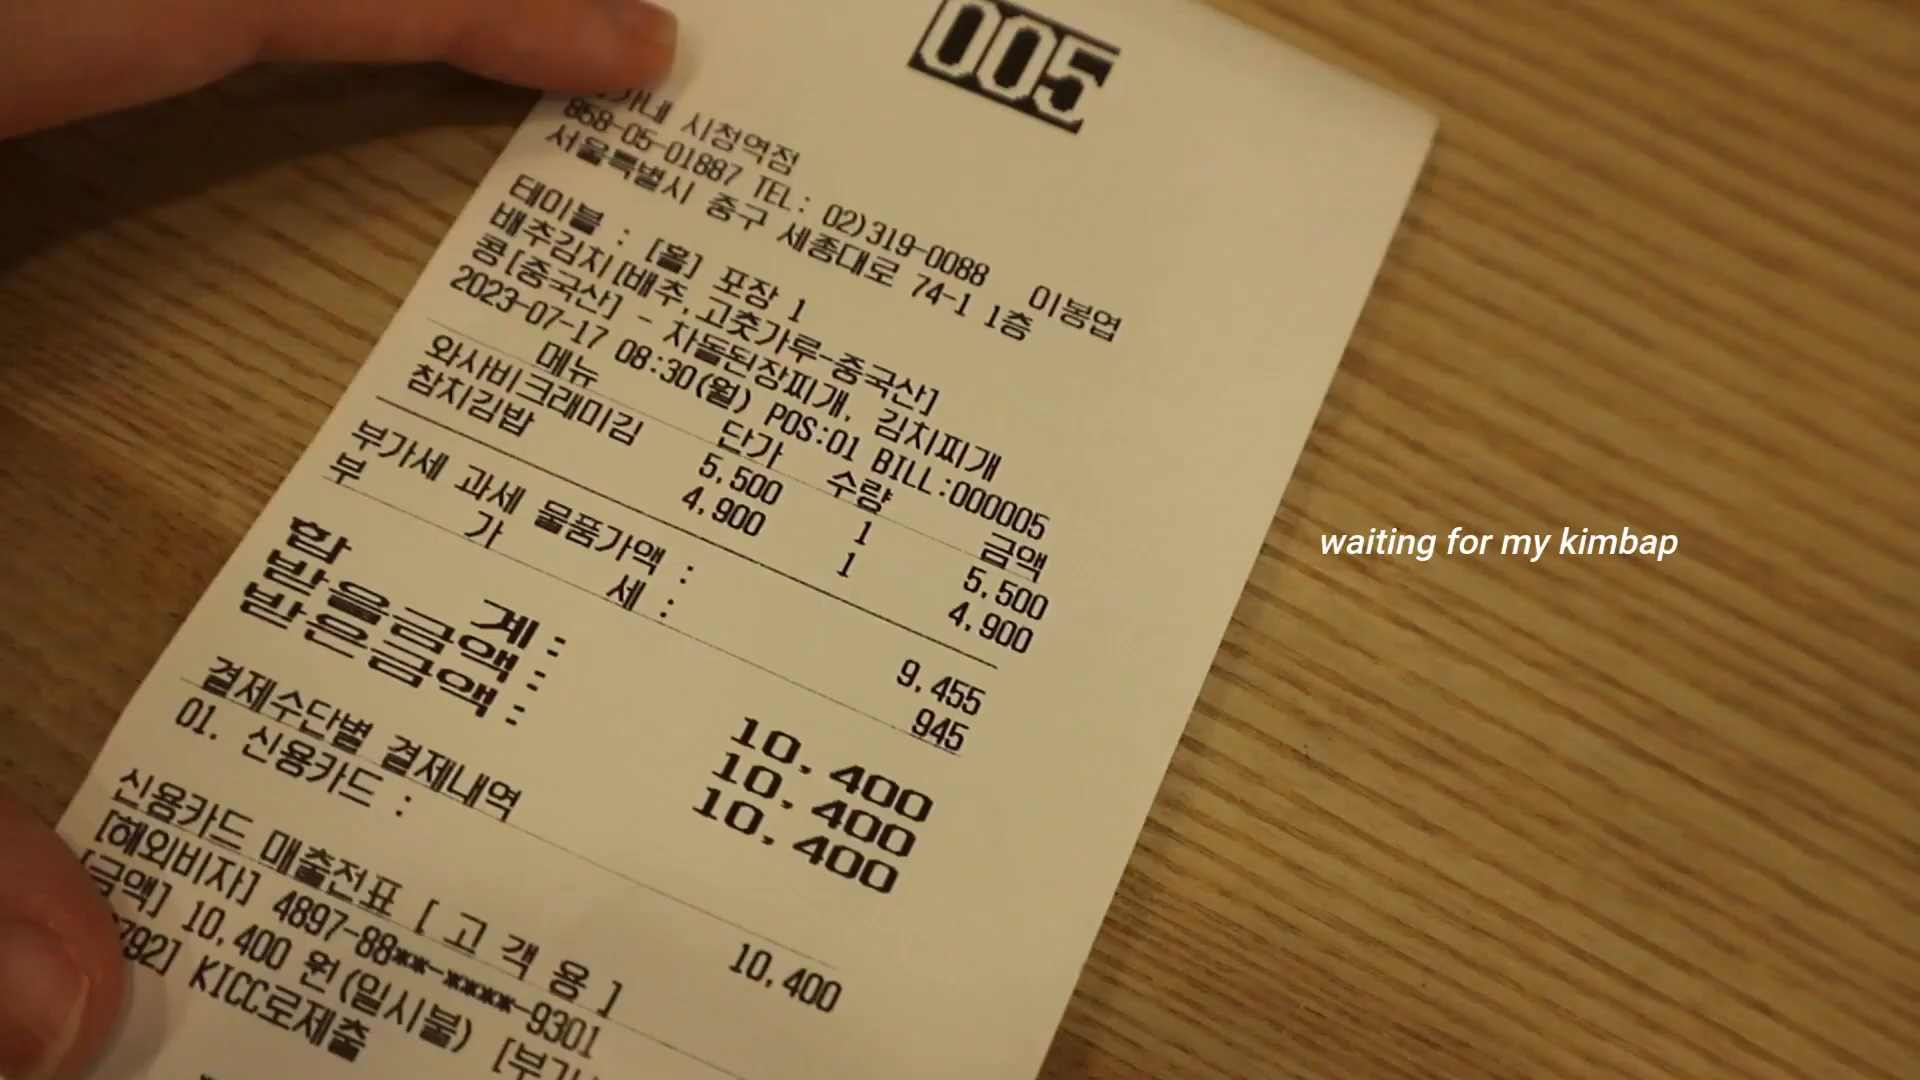 005
가네 시청역점
858-05-01887 TEL: 02)319-0088 이봉업
서울특별시 중구 세종대로 74-1 1층
테이블 : [홀] 포장 1
배추김치[배추,고춧가루-중국산]
콩[중국산] - 차돌된장찌개, 김치찌개
2023-07-17 08:30(월) POS:01 BILL:000005
메뉴 단가 수량 금액
와사비크래미김 5,500 1 5,500
참치김밥 4,900 1 4,900
부가세 과세 물품가액 : 9,455
부 가 세 : 945
합 계 : 10,400
받을금액 : 10,400
받은금액 : 10,400
결제수단별 결제내역
01. 신용카드 : 10,400
신용카드 매출전표 [ 고 객 용 ]
[해외비자] 4897-88**-****-9301
[금액] 10,400 원(일시불) [부가
792] KICC로제출
waiting for my kimbap